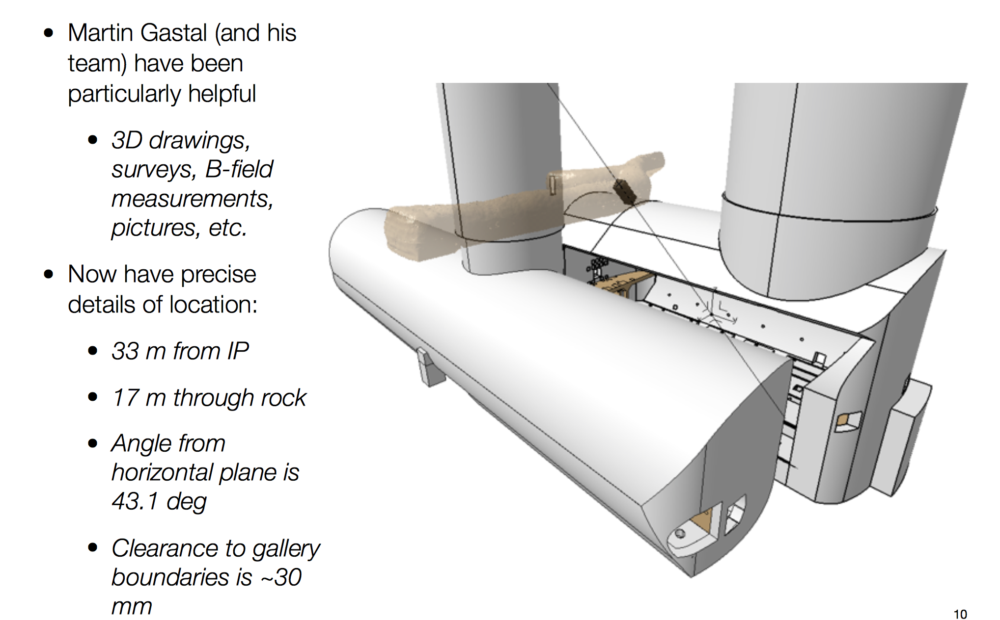 • Martin Gastal (and his
team) have been
particularly helpful
• 3D drawings,
surveys, B-field
measurements,
pictures, etc.
• Now have precise
details of location:
• 33 m from IP
• 17 m through rock
• Angle from
horizontal plane is
43.1 deg
• Clearance to gallery
boundaries is ~30
mm
10